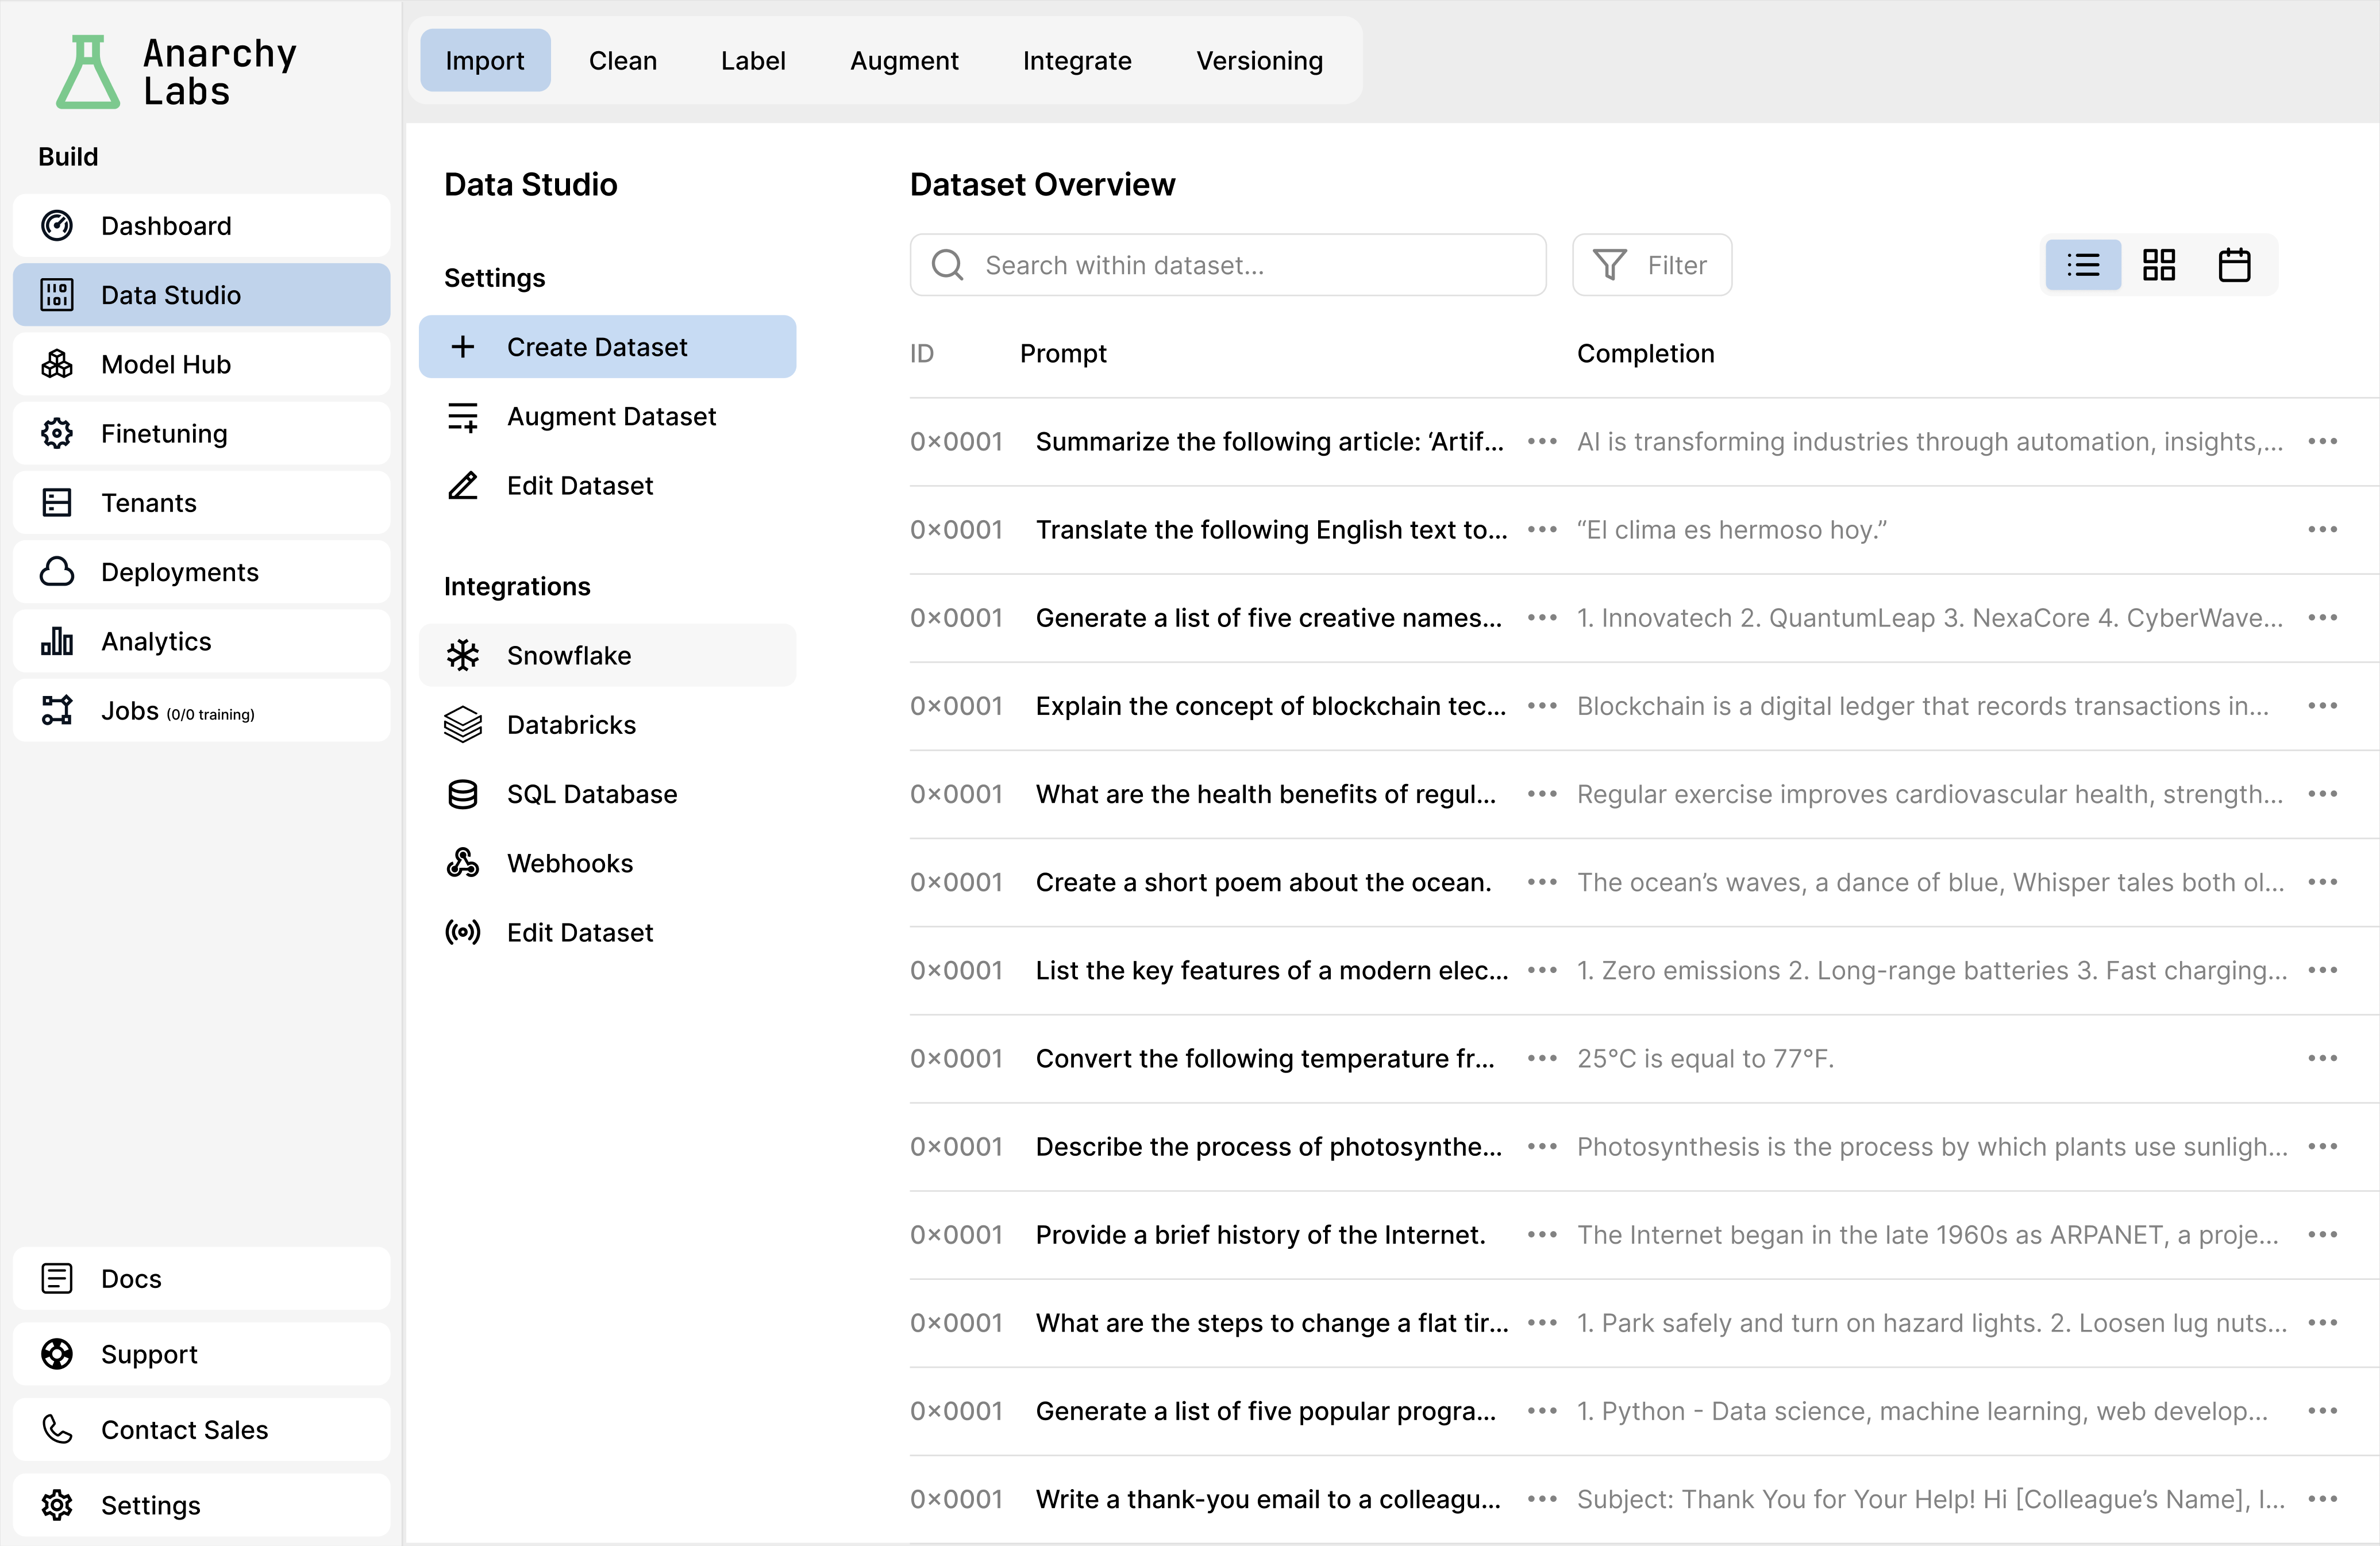 Anarchy
Labs
Build
Dashboard
Data Studio
Model Hub
Finetuning
Tenants
Deployments
Analytics
Jobs (0/0 training)
Docs
Support
Contact Sales
Settings
Import Clean Label Augment Integrate Versioning
Data Studio
Settings
Create Dataset
Augment Dataset
Edit Dataset
Integrations
Snowflake
Databricks
SQL Database
Webhooks
Edit Dataset
Dataset Overview
Search within dataset...
Filter
ID Prompt Completion
0×0001 Summarize the following article: ‘Artif... AI is transforming industries through automation, insights,...
0×0001 Translate the following English text to... “El clima es hermoso hoy.”
0×0001 Generate a list of five creative names... 1. Innovatech 2. QuantumLeap 3. NexaCore 4. CyberWave...
0×0001 Explain the concept of blockchain tec... Blockchain is a digital ledger that records transactions in...
0×0001 What are the health benefits of regul... Regular exercise improves cardiovascular health, strength...
0×0001 Create a short poem about the ocean. The ocean’s waves, a dance of blue, Whisper tales both ol...
0×0001 List the key features of a modern elec... 1. Zero emissions 2. Long-range batteries 3. Fast charging...
0×0001 Convert the following temperature fr... 25°C is equal to 77°F.
0×0001 Describe the process of photosynthe... Photosynthesis is the process by which plants use sunligh...
0×0001 Provide a brief history of the Internet. The Internet began in the late 1960s as ARPANET, a proje...
0×0001 What are the steps to change a flat tir... 1. Park safely and turn on hazard lights. 2. Loosen lug nuts...
0×0001 Generate a list of five popular progra... 1. Python - Data science, machine learning, web develop...
0×0001 Write a thank-you email to a colleagu... Subject: Thank You for Your Help! Hi [Colleague’s Name], I...